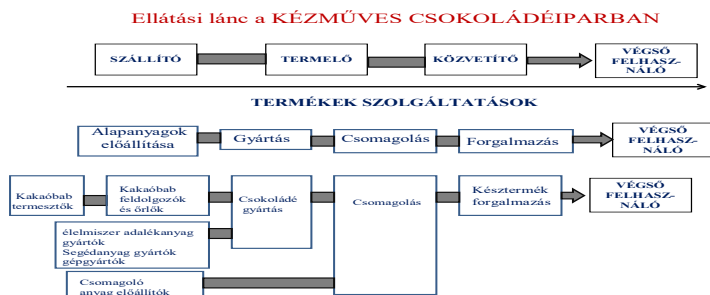 Ellátási lánc a KÉZMŰVES CSOKOLÁDÉIPARBAN
SZÁLLÍTÓ
TERMELŐ
KÖZVETÍTŐ
VÉGSŐ
FELHASZ-
NÁLÓ
TERMÉKEK SZOLGÁLTATÁSOK
Alapanyagok
előállítása
Gyártás
Csomagolás
Forgalmazás
VÉGSŐ
FELHASZ-
NÁLÓ
Kakaóbab
termesztők
Kakaóbab
feldolgozók
és őrlők
Csokoládé
gyártás
Csomagolás
Késztermék
forgalmazás
VÉGSŐ
FELHASZ-
NÁLÓ
élelmiszer adalékanyag
gyártók
Segédanyag gyártók
gépgyártók
Csomagoló
anyag előállítók